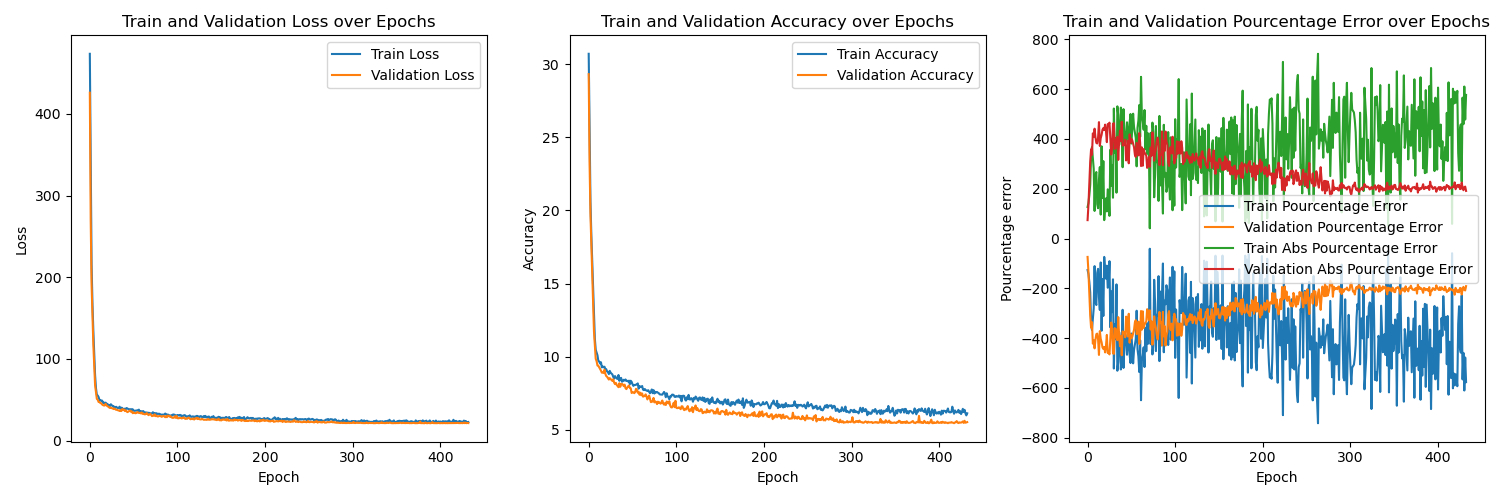 Train and Validation Loss over Epochs
Loss
400
300
200
100
0
0 100 200 300 400
Epoch
Train Loss
Validation Loss
Train and Validation Accuracy over Epochs
Accuracy
30
25
20
15
10
5
0 100 200 300 400
Epoch
Train Accuracy
Validation Accuracy
Train and Validation Pourcentage Error over Epochs
Pourcentage error
800
600
400
200
0
−200
−400
−600
−800
0 100 200 300 400
Epoch
Train Pourcentage Error
Validation Pourcentage Error
Train Abs Pourcentage Error
Validation Abs Pourcentage Error